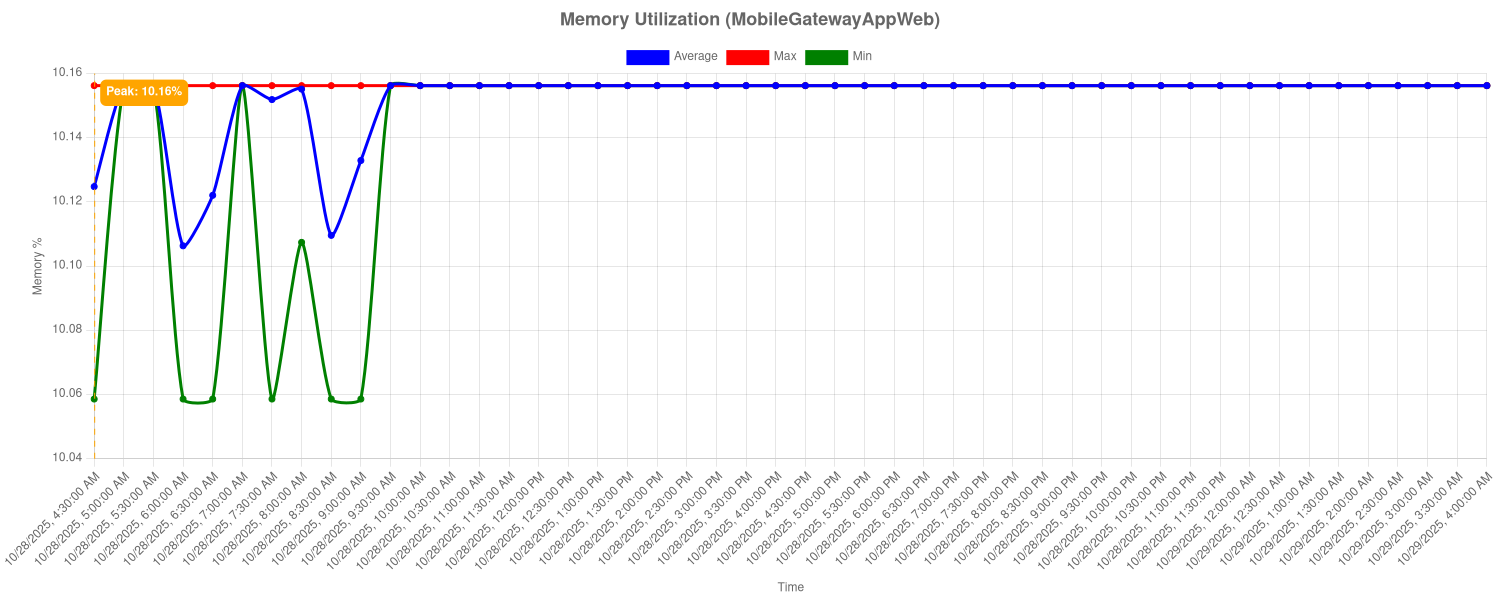 Memory Utilization (MobileGatewayAppWeb)
Average Max Min
10.16
Peak: 10.16%
10.14
10.12
10.10
10.08
10.06
10.04
Memory %
10/28/2025, 4:30:00 AM
10/28/2025, 5:00:00 AM
10/28/2025, 5:30:00 AM
10/28/2025, 6:00:00 AM
10/28/2025, 6:30:00 AM
10/28/2025, 7:00:00 AM
10/28/2025, 7:30:00 AM
10/28/2025, 8:00:00 AM
10/28/2025, 8:30:00 AM
10/28/2025, 9:00:00 AM
10/28/2025, 9:30:00 AM
10/28/2025, 10:00:00 AM
10/28/2025, 10:30:00 AM
10/28/2025, 11:00:00 AM
10/28/2025, 11:30:00 AM
10/28/2025, 12:00:00 PM
10/28/2025, 12:30:00 PM
10/28/2025, 1:00:00 PM
10/28/2025, 1:30:00 PM
10/28/2025, 2:00:00 PM
10/28/2025, 2:30:00 PM
10/28/2025, 3:00:00 PM
10/28/2025, 3:30:00 PM
10/28/2025, 4:00:00 PM
10/28/2025, 4:30:00 PM
10/28/2025, 5:00:00 PM
10/28/2025, 5:30:00 PM
10/28/2025, 6:00:00 PM
10/28/2025, 6:30:00 PM
10/28/2025, 7:00:00 PM
10/28/2025, 7:30:00 PM
10/28/2025, 8:00:00 PM
10/28/2025, 8:30:00 PM
10/28/2025, 9:00:00 PM
10/28/2025, 9:30:00 PM
10/28/2025, 10:00:00 PM
10/28/2025, 10:30:00 PM
10/28/2025, 11:00:00 PM
10/28/2025, 11:30:00 PM
10/29/2025, 12:00:00 AM
10/29/2025, 12:30:00 AM
10/29/2025, 1:00:00 AM
10/29/2025, 1:30:00 AM
10/29/2025, 2:00:00 AM
10/29/2025, 2:30:00 AM
10/29/2025, 3:00:00 AM
10/29/2025, 3:30:00 AM
10/29/2025, 4:00:00 AM
Time